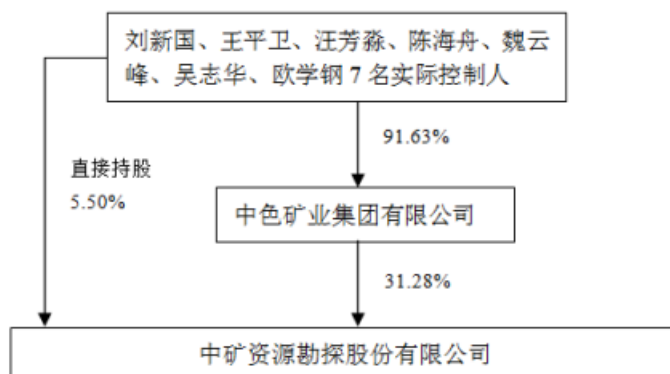 刘新国、王平卫、汪芳淼、陈海舟、魏云
峰、吴志华、欧学钢 7 名实际控制人
91.63%
直接持股
5.50%
中色矿业集团有限公司
31.28%
中矿资源勘探股份有限公司